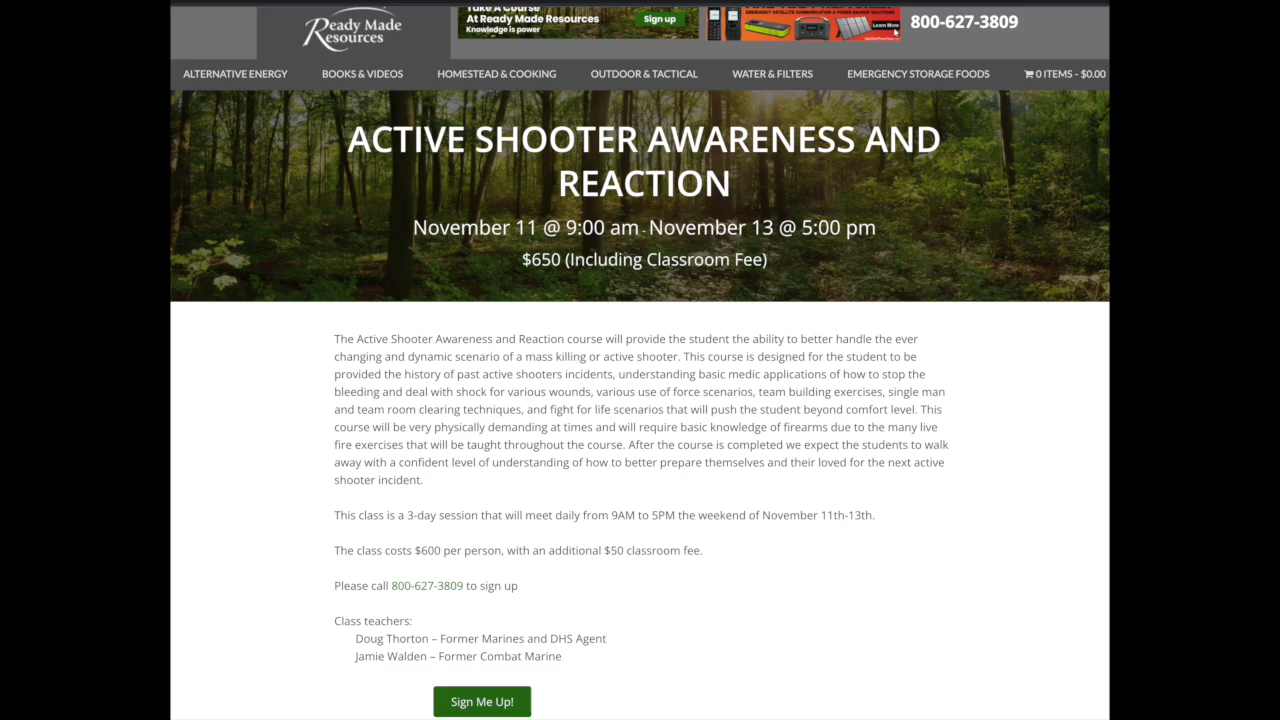 Ready Made
Resources
Take A Course
At Ready Made Resources
Knowledge is power
Sign up
EMERGENCY SATELLITE COMMUNICATION & POWER BACKUP SOLUTIONS
Learn More
800-627-3809
ALTERNATIVE ENERGY
BOOKS & VIDEOS
HOMESTEAD & COOKING
OUTDOOR & TACTICAL
WATER & FILTERS
EMERGENCY STORAGE FOODS
0 ITEMS - $0.00
ACTIVE SHOOTER AWARENESS AND
REACTION
November 11 @ 9:00 am - November 13 @ 5:00 pm
$650 (Including Classroom Fee)
The Active Shooter Awareness and Reaction course will provide the student the ability to better handle the ever
changing and dynamic scenario of a mass killing or active shooter. This course is designed for the student to be
provided the history of past active shooters incidents, understanding basic medic applications of how to stop the
bleeding and deal with shock for various wounds, various use of force scenarios, team building exercises, single man
and team room clearing techniques, and fight for life scenarios that will push the student beyond comfort level. This
course will be very physically demanding at times and will require basic knowledge of firearms due to the many live
fire exercises that will be taught throughout the course. After the course is completed we expect the students to walk
away with a confident level of understanding of how to better prepare themselves and their loved for the next active
shooter incident.
This class is a 3-day session that will meet daily from 9AM to 5PM the weekend of November 11th-13th.
The class costs $600 per person, with an additional $50 classroom fee.
Please call 800-627-3809 to sign up
Class teachers:
Doug Thorton – Former Marines and DHS Agent
Jamie Walden – Former Combat Marine
Sign Me Up!